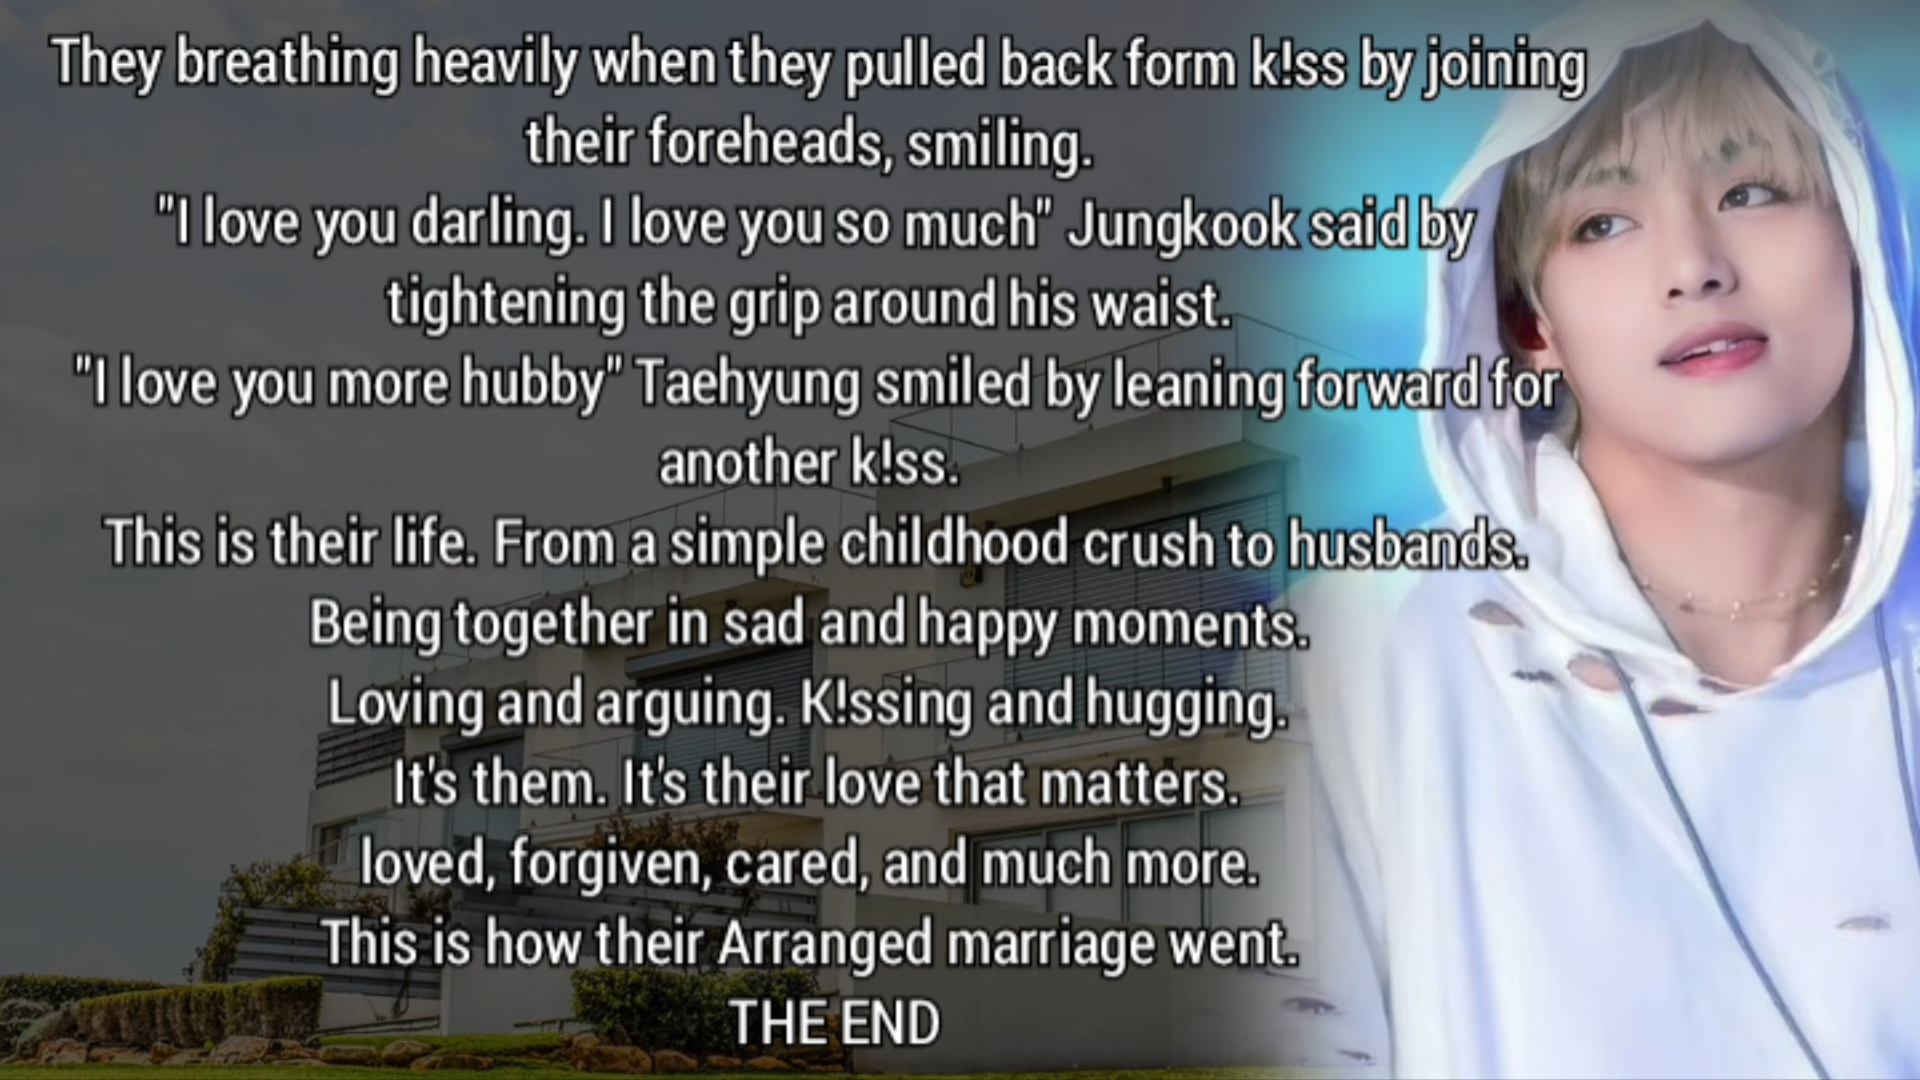 They breathing heavily when they pulled back form k!ss by joining
their foreheads, smiling.
"I love you darling. I love you so much" Jungkook said by
tightening the grip around his waist.
"I love you more hubby" Taehyung smiled by leaning forward for
another k!ss.
This is their life. From a simple childhood crush to husbands.
Being together in sad and happy moments.
Loving and arguing. K!ssing and hugging.
It's them. It's their love that matters.
loved, forgiven, cared, and much more.
This is how their Arranged marriage went.
THE END